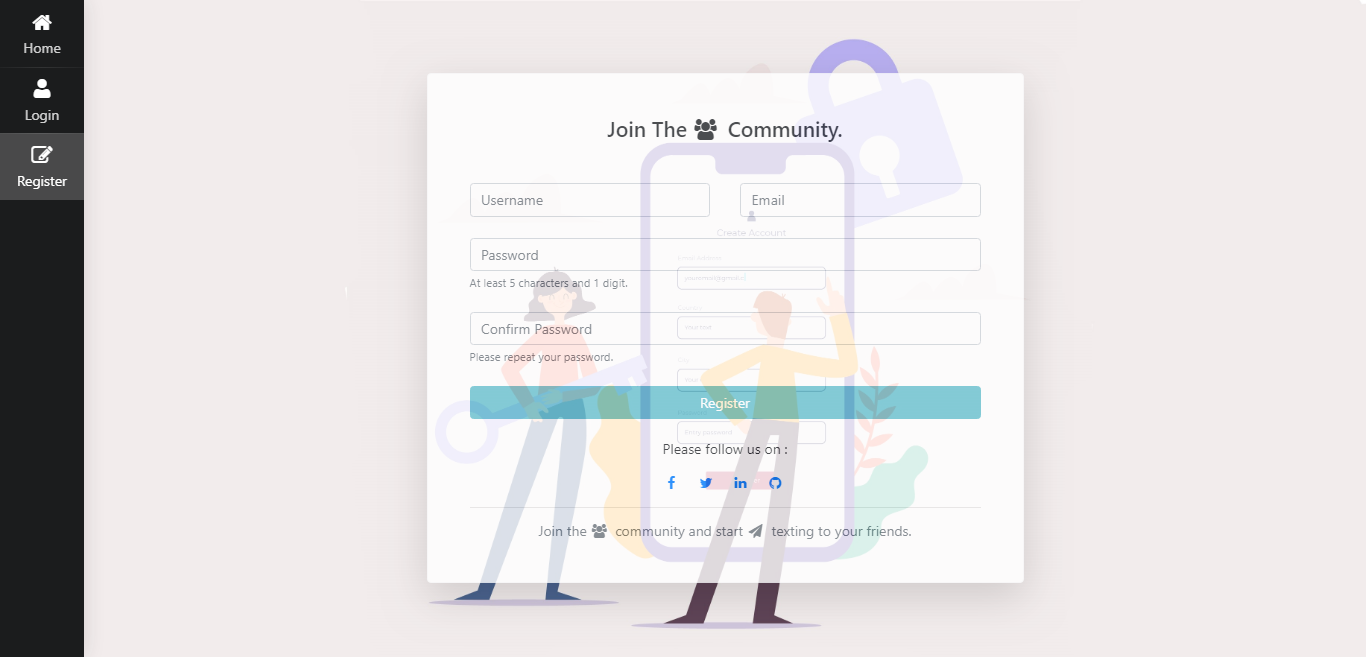 Home
Login
Register
Join The Community.
Username
Email
Create Account
Password
At least 5 characters and 1 digit.
Confirm Password
Please repeat your password.
Register
Please follow us on :
Join the community and start texting to your friends.